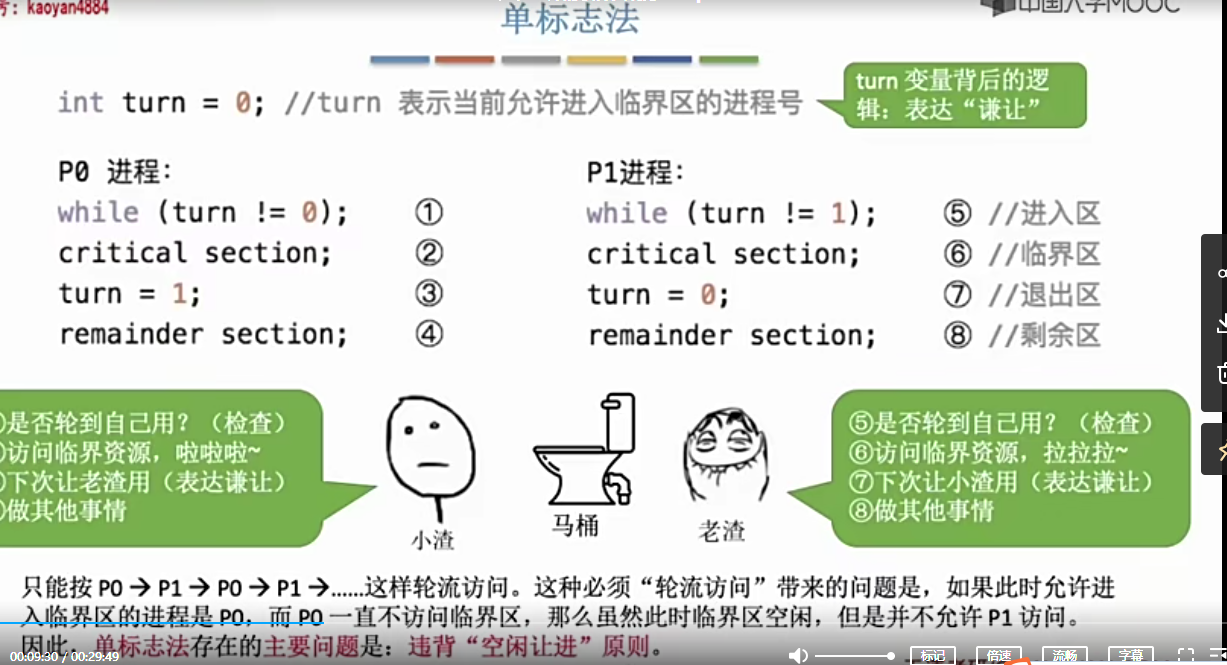 号：kaoyan4884
单标志法
中国大学MOOC
int turn = 0; //turn 表示当前允许进入临界区的进程号
turn 变量背后的逻
辑：表达“谦让”
P0 进程：
while (turn != 0); ①
critical section; ②
turn = 1; ③
remainder section; ④
P1进程：
while (turn != 1); ⑤ //进入区
critical section; ⑥ //临界区
turn = 0; ⑦ //退出区
remainder section; ⑧ //剩余区
是否轮到自己用？（检查）
访问临界资源，啦啦啦~
下次让老渣用（表达谦让）
做其他事情
小渣
马桶
老渣
⑤是否轮到自己用？（检查）
⑥访问临界资源，拉拉拉~
⑦下次让小渣用（表达谦让）
⑧做其他事情
只能按 P0 → P1 → P0 → P1 →……这样轮流访问。这种必须“轮流访问”带来的问题是，如果此时允许进
入临界区的进程是 P0，而 P0 一直不访问临界区，那么虽然此时临界区空闲，但是并不允许 P1 访问。
因此，单标志法存在的主要问题是：违背“空闲让进”原则。
00:09:30 / 00:29:49
标记 倍速 流畅 字幕